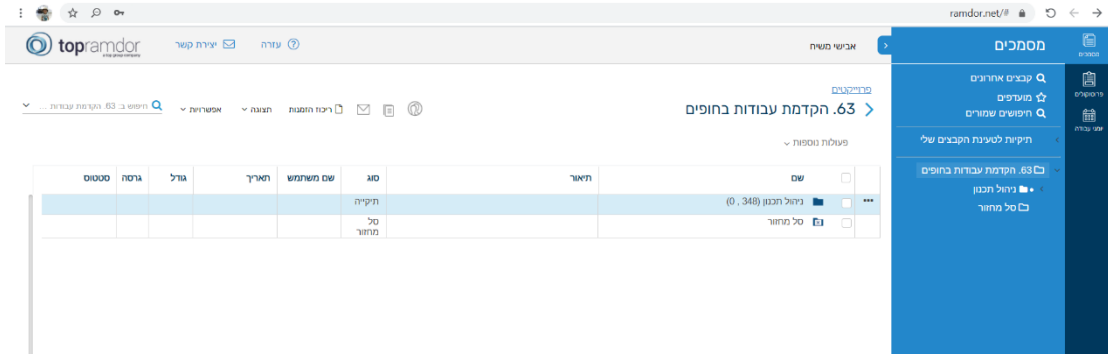 ramdor.net/#
topramdor
יצירת קשר
עזרה
אבישי משיח
מסמכים
מסמכים
פרוטוקולים
יומני עבודה
קבצים אחרונים
מועדפים
חיפושים שמורים
תיקיות לטעינת הקבצים שלי
63. הקדמת עבודות בחופים
ניהול תכנון
סל מחזור
פרוייקטים
63. הקדמת עבודות בחופים
ריכוז הזמנות תצוגה אפשרויות חיפוש ב: 63. הקדמת עבודות ...
פעולות נוספות
שם תיאור סוג שם משתמש תאריך גודל גרסה סטטוס
ניהול תכנון (348 , 0) תיקייה
סל מחזור סל מחזור